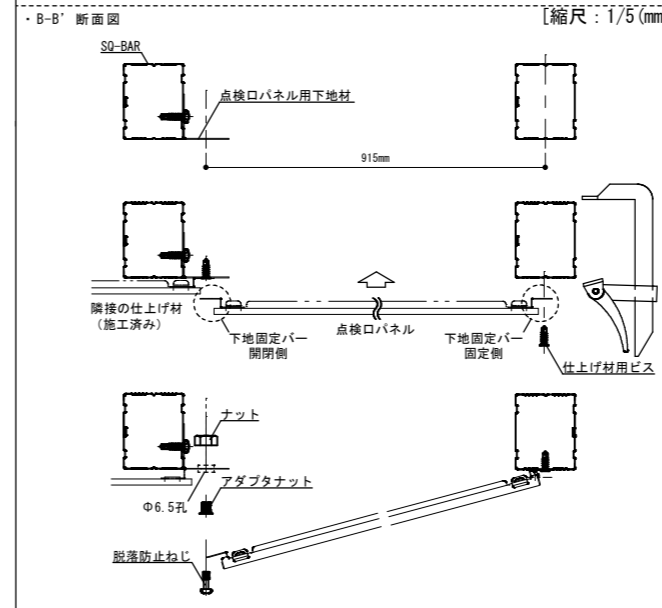 ・B-B' 断面図
[縮尺：1/5(mm
SQ-BAR
点検口パネル用下地材
915mm
隣接の仕上げ材
（施工済み）
下地固定バー
開閉側
点検口パネル
下地固定バー
固定側
仕上げ材用ビス
ナット
アダプタナット
Φ6.5孔
脱落防止ねじ